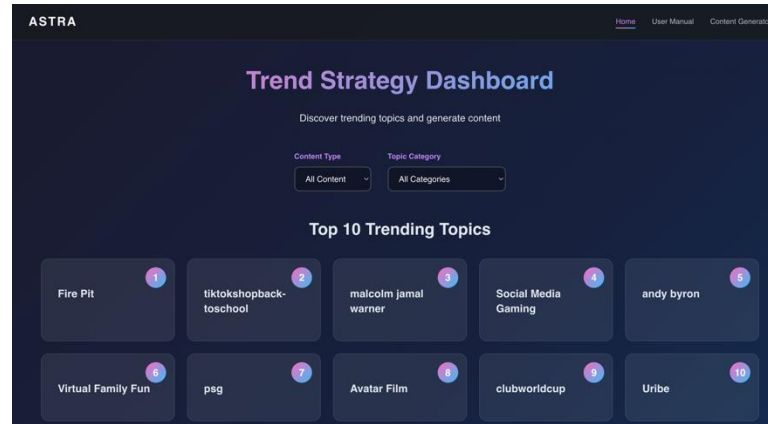 ASTRA
Home User Manual Content Generato
Trend Strategy Dashboard
Discover trending topics and generate content
Content Type Topic Category
All Content All Categories
Top 10 Trending Topics
1 2 3 4 5
Fire Pit tiktokshopback- malcolm jamal Social Media andy byron
toschool warner Gaming
6 7 8 9 10
Virtual Family Fun psg Avatar Film clubworldcup Uribe